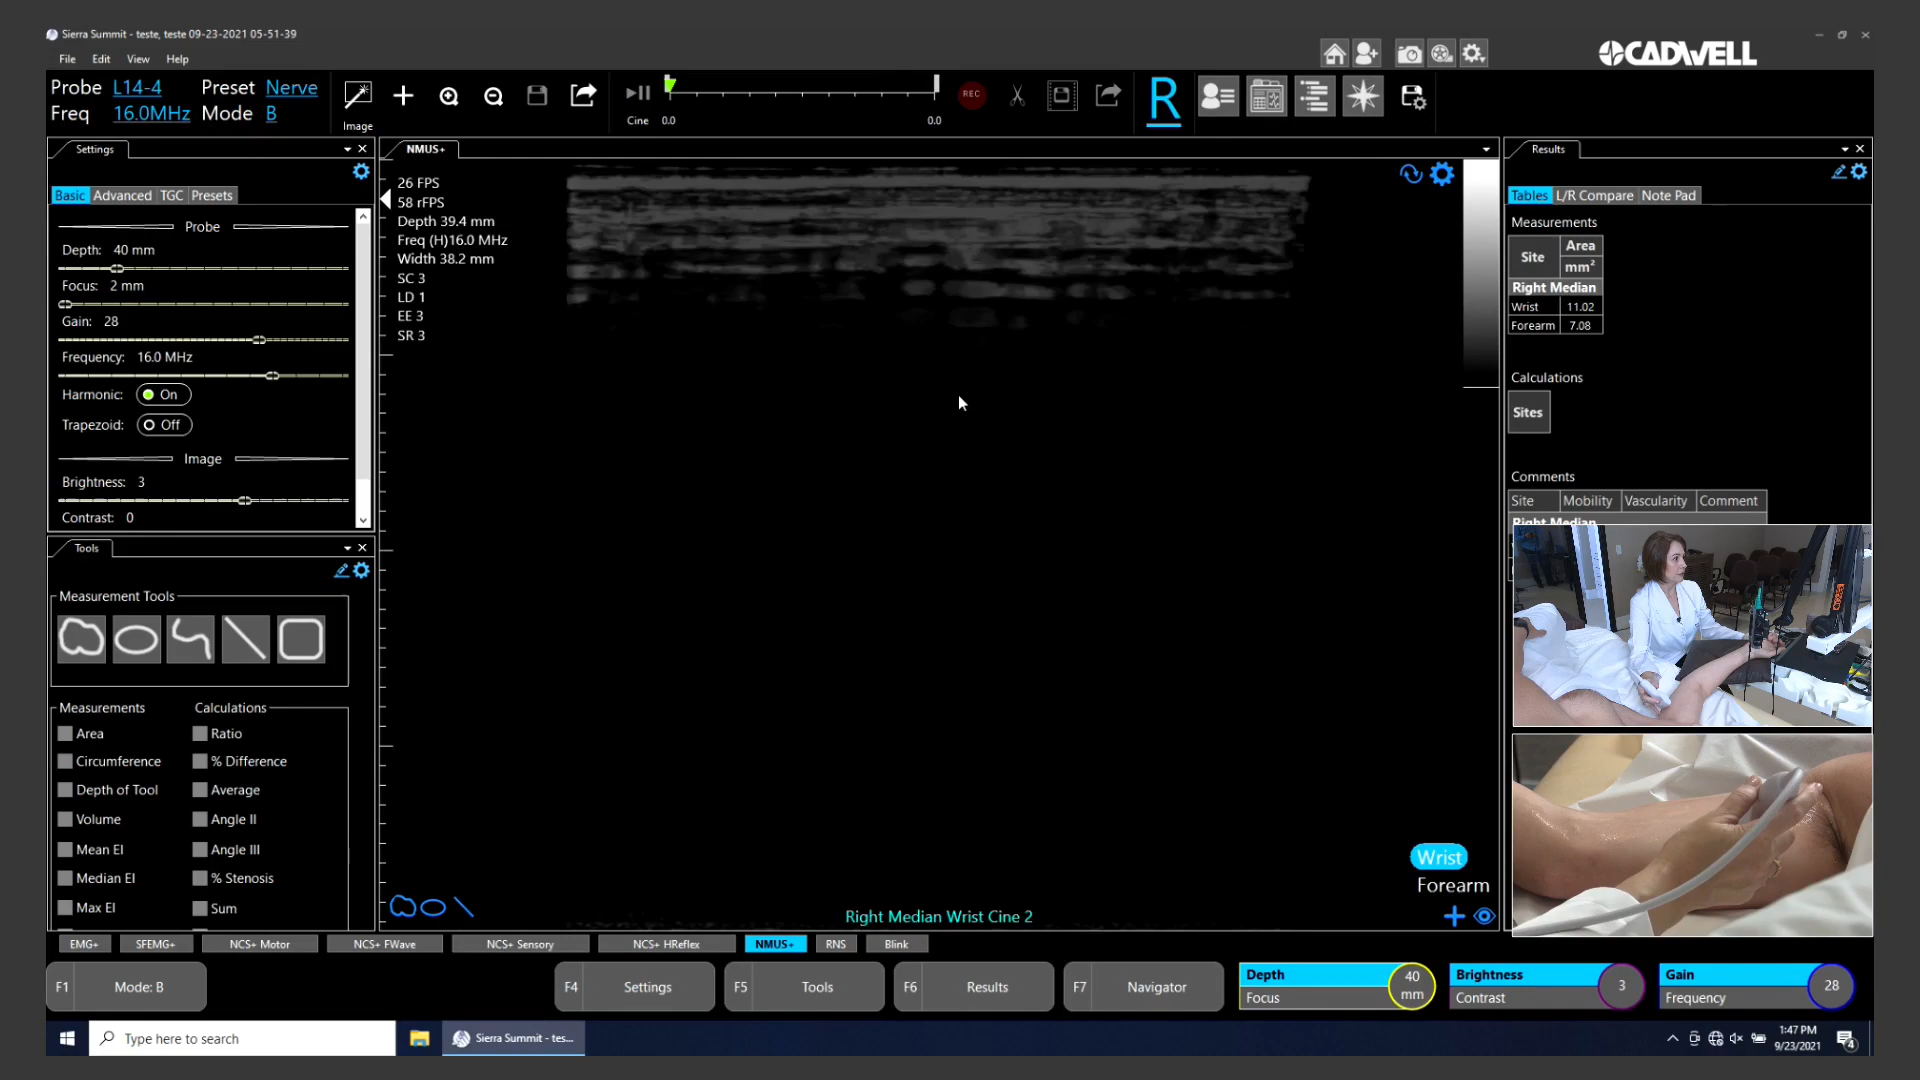 Sierra Summit - teste, teste 09-23-2021 05-51-39
File Edit View Help
CADWELL
Probe L14-4 Preset Nerve
Freq 16.0MHz Mode B
Image
Cine 0.0
0.0
REC
R
Settings
Basic Advanced TGC Presets
Probe
Depth: 40 mm
Focus: 2 mm
Gain: 28
Frequency: 16.0 MHz
Harmonic: On
Trapezoid: Off
Image
Brightness: 3
Contrast: 0
Tools
Measurement Tools
Measurements Calculations
Area Ratio
Circumference % Difference
Depth of Tool Average
Volume Angle II
Mean EI Angle III
Median EI % Stenosis
Max EI Sum
NMUS+
26 FPS
58 rFPS
Depth 39.4 mm
Freq (H)16.0 MHz
Width 38.2 mm
SC 3
LD 1
EE 3
SR 3
Wrist
Forearm
Right Median Wrist Cine 2
Results
Tables L/R Compare Note Pad
Measurements
Site Area
mm²
Right Median
Wrist 11.02
Forearm 7.08
Calculations
Sites
Comments
Site Mobility Vascularity Comment
Right Median
EMG+ SFEMG+ NCS+ Motor NCS+ FWave NCS+ Sensory NCS+ HReflex NMUS+ RNS Blink
F1 Mode: B F4 Settings F5 Tools F6 Results F7 Navigator
Depth 40 mm
Focus
Brightness 3
Contrast
Gain 28
Frequency
Type here to search
Sierra Summit - tes...
1:47 PM
9/23/2021
4